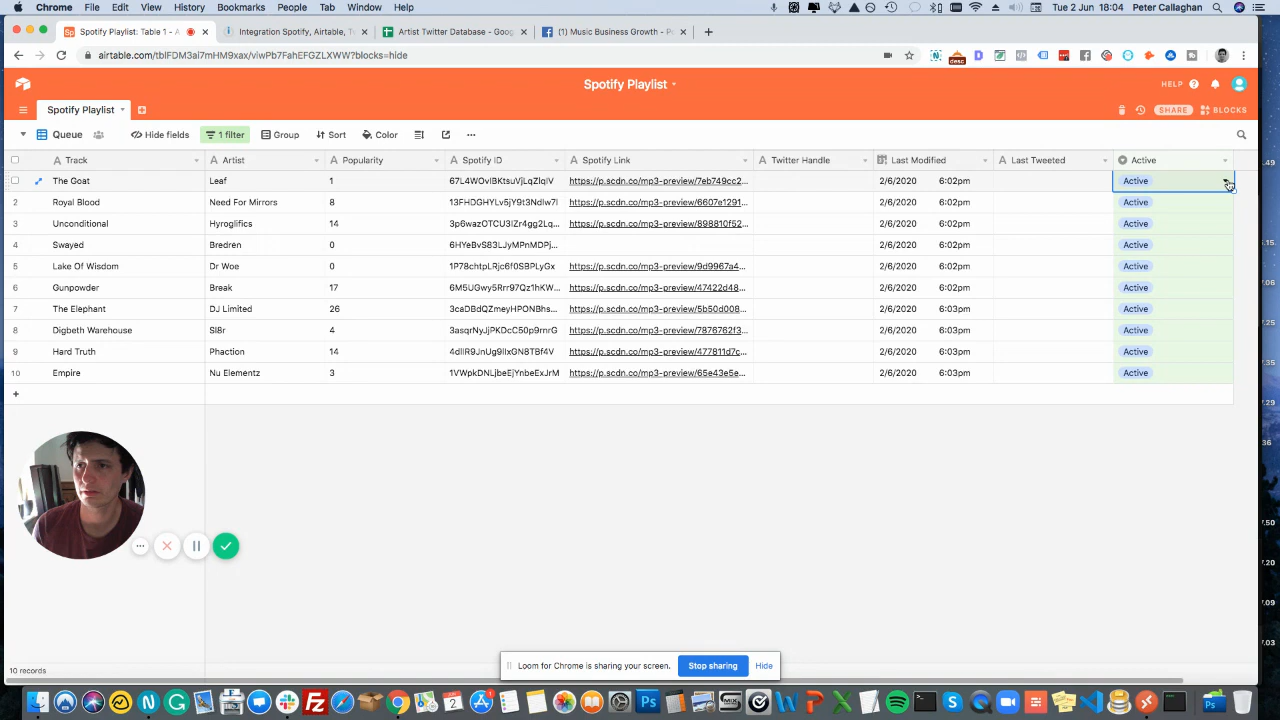 Chrome File Edit View History Bookmarks People Tab Window Help Peter Callaghan Tue 2 Jun 18:04
Spotify Playlist: Table 1 - A
Integration Spotify, Airtable, T
Artist Twitter Database - Goog
(1) Music Business Growth - P
airtable.com/tblFDM3ai7mHM9xax/viwPb7FahEFGZLXWW?blocks=hide
Spotify Playlist
HELP
Spotify Playlist
SHARE
BLOCKS
Queue
Hide fields
1 filter
Group
Sort
Color
Track Artist Popularity Spotify ID Spotify Link Twitter Handle Last Modified Last Tweeted Active
The Goat Leaf 1 67L4WOvlBKtsuVjLqZlqIV https://p.scdn.co/mp3-preview/7eb749cc2... 2/6/2020 6:02pm Active
2 Royal Blood Need For Mirrors 8 13FHDGHYLv5jY9t3Ndlw7l https://p.scdn.co/mp3-preview/6607e1291... 2/6/2020 6:02pm Active
3 Unconditional Hyroglifics 14 3p6wazOTCU3IZr4gg2Lq... https://p.scdn.co/mp3-preview/898810f52... 2/6/2020 6:02pm Active
4 Swayed Bredren 0 6HYeBvS83LJyMPnMDPj... 2/6/2020 6:02pm Active
5 Lake Of Wisdom Dr Woe 0 1P78chtpLRjc6f0SBPLyGx https://p.scdn.co/mp3-preview/9d9967a4... 2/6/2020 6:02pm Active
6 Gunpowder Break 17 6M5UGwy5Rrr97Qz1hKW... https://p.scdn.co/mp3-preview/47422d48... 2/6/2020 6:02pm Active
7 The Elephant DJ Limited 26 3caDBdQZmeyHPONBhs... https://p.scdn.co/mp3-preview/5b50d008... 2/6/2020 6:03pm Active
8 Digbeth Warehouse Sl8r 4 3asqrNyJjPKDcC50p9rnrG https://p.scdn.co/mp3-preview/7876762f3... 2/6/2020 6:03pm Active
9 Hard Truth Phaction 14 4dlIR9JnUg9IixGN8TBf4V https://p.scdn.co/mp3-preview/477811d7c... 2/6/2020 6:03pm Active
10 Empire Nu Elementz 3 1VWpkDNLjbeEjYnbeExJrM https://p.scdn.co/mp3-preview/65e43e5e... 2/6/2020 6:03pm Active
10 records
Loom for Chrome is sharing your screen. Stop sharing Hide